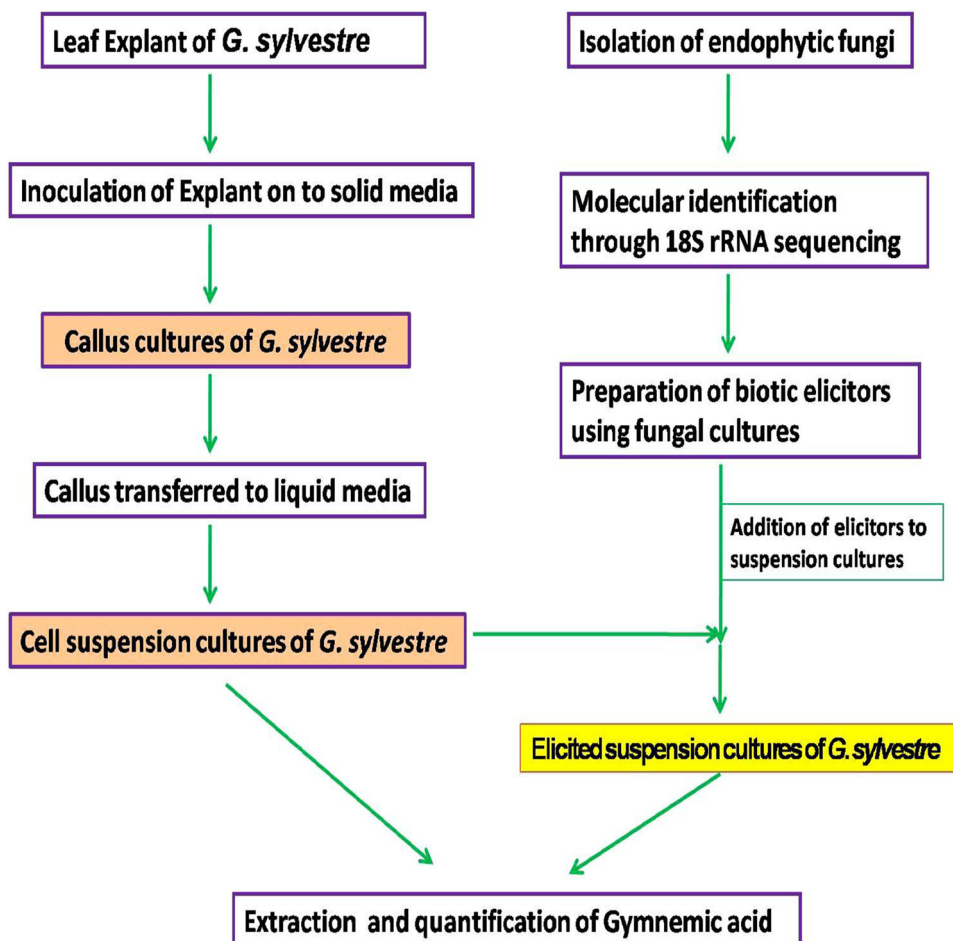 Leaf Explant of G. sylvestre
Inoculation of Explant on to solid media
Callus cultures of G. sylvestre
Callus transferred to liquid media
Cell suspension cultures of G. sylvestre
Isolation of endophytic fungi
Molecular identification
through 18S rRNA sequencing
Preparation of biotic elicitors
using fungal cultures
Addition of elicitors to
suspension cultures
Elicited suspension cultures of G. sylvestre
Extraction and quantification of Gymnemic acid